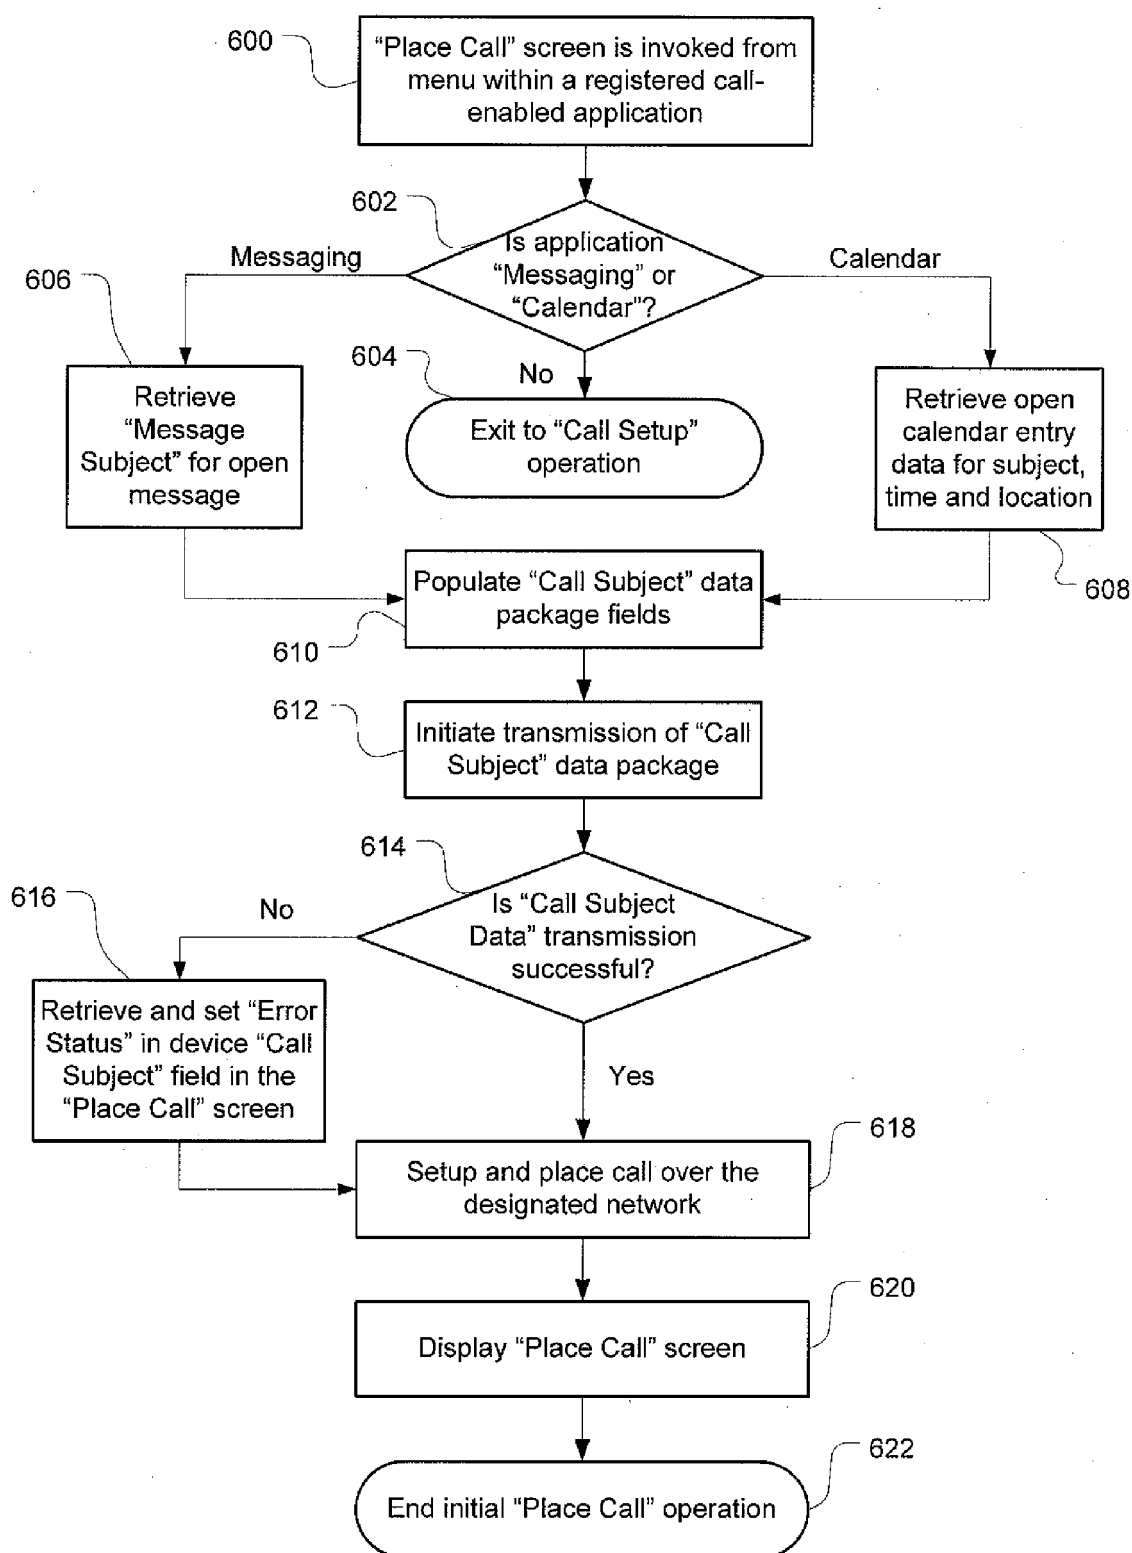 600
“Place Call” screen is invoked from
menu within a registered call-
enabled application
602
Is application
“Messaging” or
“Calendar”?
Messaging
Calendar
606
604
No
Retrieve
“Message
Subject” for open
message
Exit to “Call Setup”
operation
Retrieve open
calendar entry
data for subject,
time and location
608
Populate “Call Subject” data
package fields
610
612
Initiate transmission of “Call
Subject” data package
614
Is “Call Subject
Data” transmission
successful?
616
No
Retrieve and set “Error
Status” in device “Call
Subject” field in the
“Place Call” screen
Yes
618
Setup and place call over the
designated network
620
Display “Place Call” screen
622
End initial “Place Call” operation